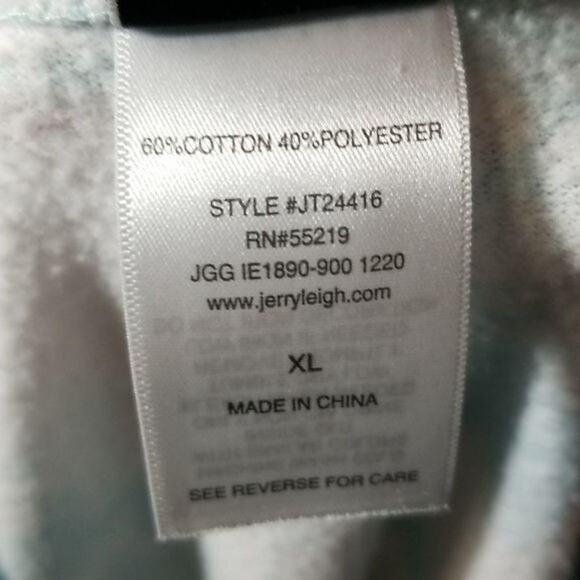 60%COTTON 40%POLYESTER
STYLE #JT24416
RN#55219
JGG IE1890-900 1220
www.jerryleigh.com
XL
MADE IN CHINA
SEE REVERSE FOR CARE